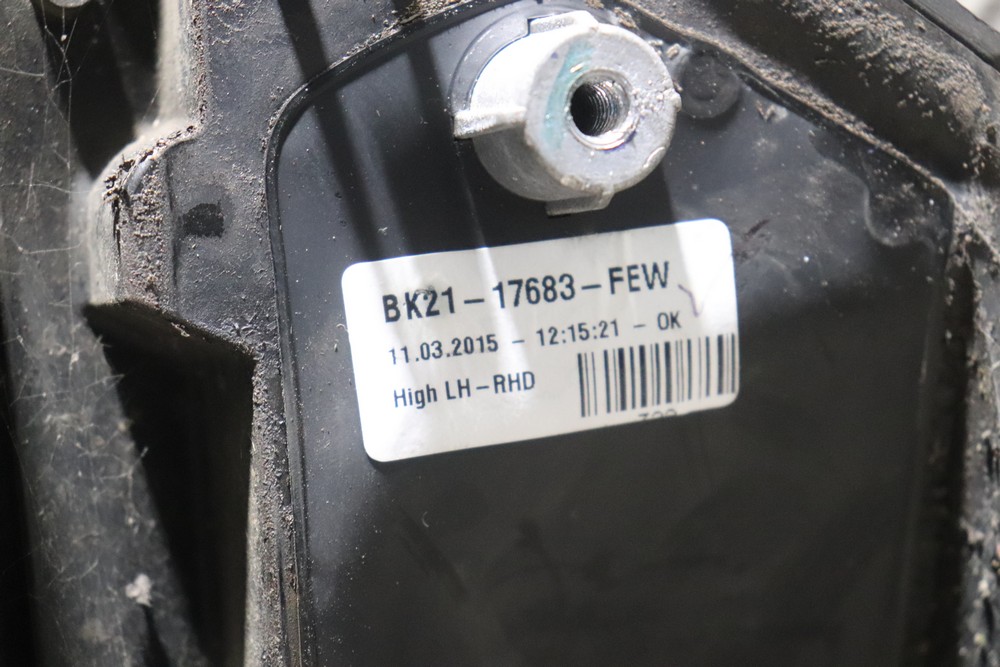 BK21-17683-FEW
11.03.2015 - 12:15:21 - OK
High LH-RHD